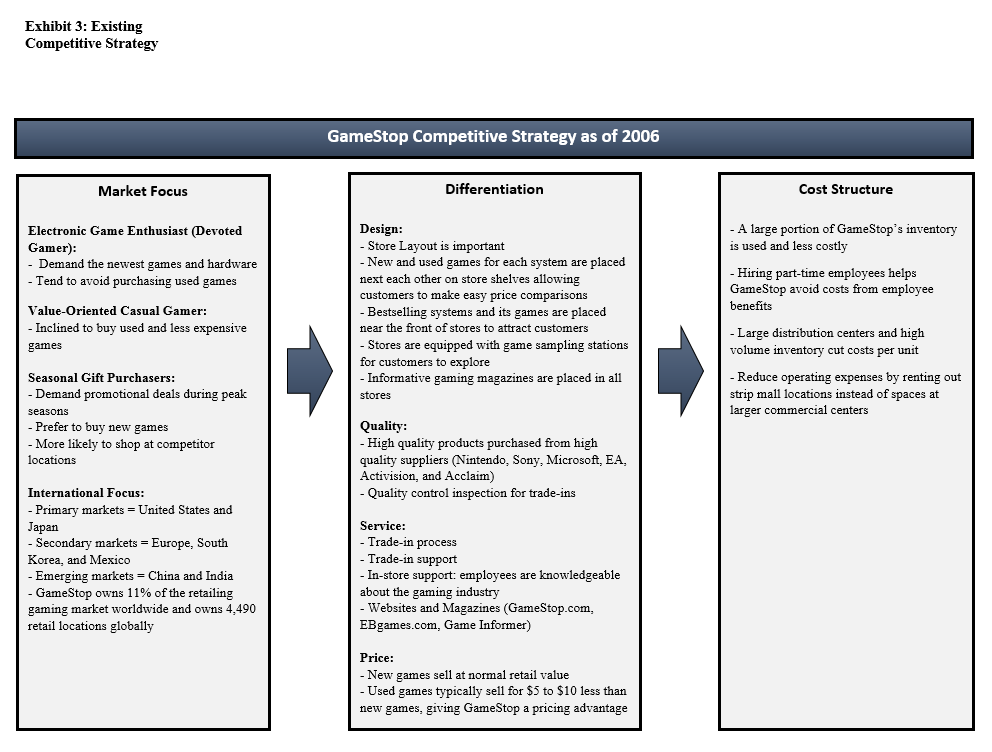 Exhibit 3: Existing
Competitive Strategy
GameStop Competitive Strategy as of 2006
Market Focus
Electronic Game Enthusiast (Devoted
Gamer):
- Demand the newest games and hardware
- Tend to avoid purchasing used games
Value-Oriented Casual Gamer:
- Inclined to buy used and less expensive
games
Seasonal Gift Purchasers:
- Demand promotional deals during peak
seasons
- Prefer to buy new games
- More likely to shop at competitor
locations
International Focus:
- Primary markets = United States and
Japan
- Secondary markets = Europe, South
Korea, and Mexico
- Emerging markets = China and India
- GameStop owns 11% of the retailing
gaming market worldwide and owns 4,490
retail locations globally
Differentiation
Design:
- Store Layout is important
- New and used games for each system are placed
next each other on store shelves allowing
customers to make easy price comparisons
- Bestselling systems and its games are placed
near the front of stores to attract customers
- Stores are equipped with game sampling stations
for customers to explore
- Informative gaming magazines are placed in all
stores
Quality:
- High quality products purchased from high
quality suppliers (Nintendo, Sony, Microsoft, EA,
Activision, and Acclaim)
- Quality control inspection for trade-ins
Service:
- Trade-in process
- Trade-in support
- In-store support: employees are knowledgeable
about the gaming industry
- Websites and Magazines (GameStop.com,
EBgames.com, Game Informer)
Price:
- New games sell at normal retail value
- Used games typically sell for $5 to $10 less than
new games, giving GameStop a pricing advantage
Cost Structure
- A large portion of GameStop's inventory
is used and less costly
- Hiring part-time employees helps
GameStop avoid costs from employee
benefits
- Large distribution centers and high
volume inventory cut costs per unit
- Reduce operating expenses by renting out
strip mall locations instead of spaces at
larger commercial centers